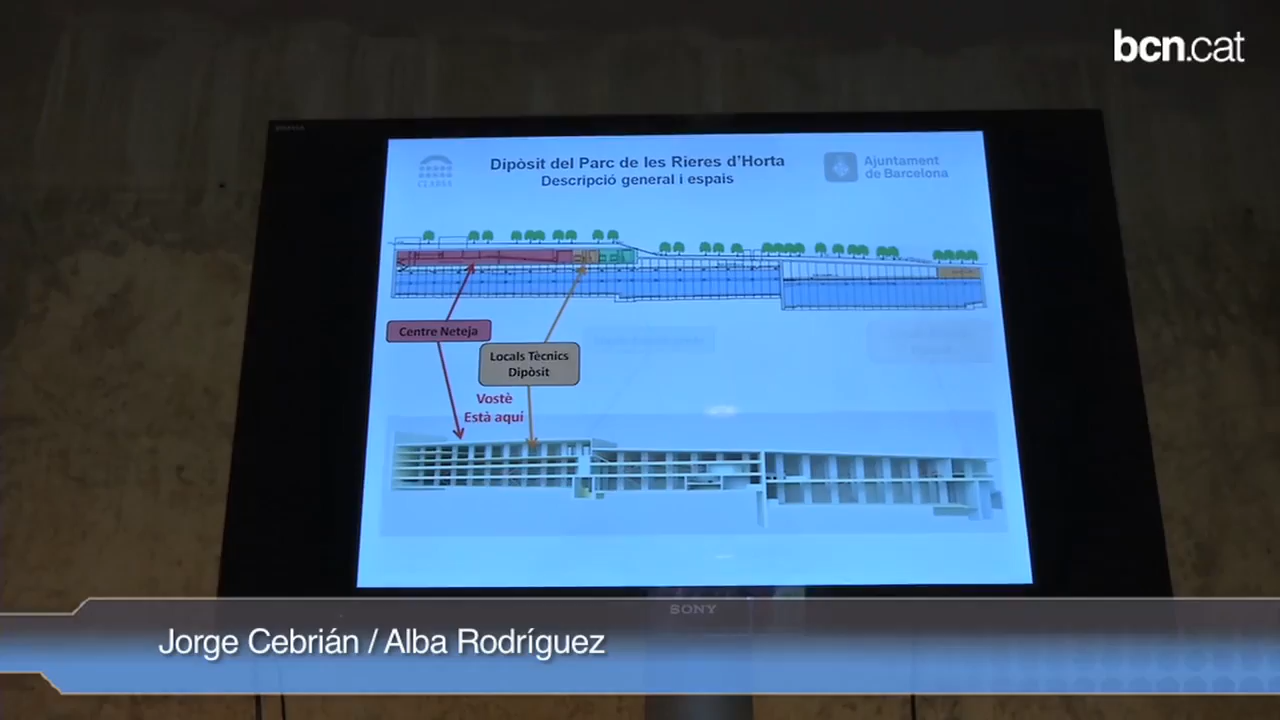 bcn.cat
Dipòsit del Parc de les Rieres d'Horta
Descripció general i espais
CLABSA
Ajuntament
de Barcelona
Centre Neteja
Locals Tècnics
Dipòsit
Vostè
Està aquí
SONY
Jorge Cebrián / Alba Rodríguez